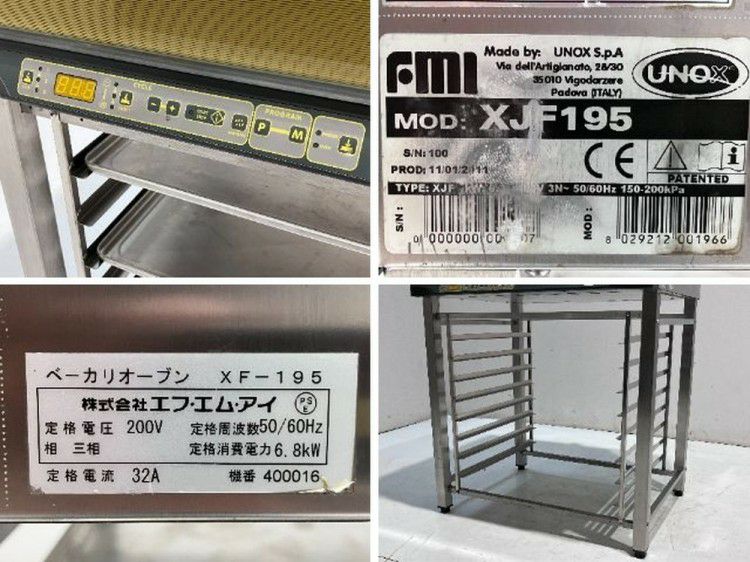 CYCLE
PROGRAM
P M
FMI
Made by: UNOX S.p.A
Via dell'Artigianato, 28/30
35010 Vigodarzere
Padova (ITALY)
UNOX
MOD: XJF195
S/N: 100
PROD: 11/01/2011
CE
PATENTED
TYPE: XJF 3N~ 50/60Hz 150-200kPa
S/N:
MOD:
8 029212 001966
ベーカリオーブン XF-195
株式会社エフ・エム・アイ
PSE
定格電圧 200V 定格周波数50/60Hz
相 三相 定格消費電力 6.8kW
定格電流 32A 機番 400016